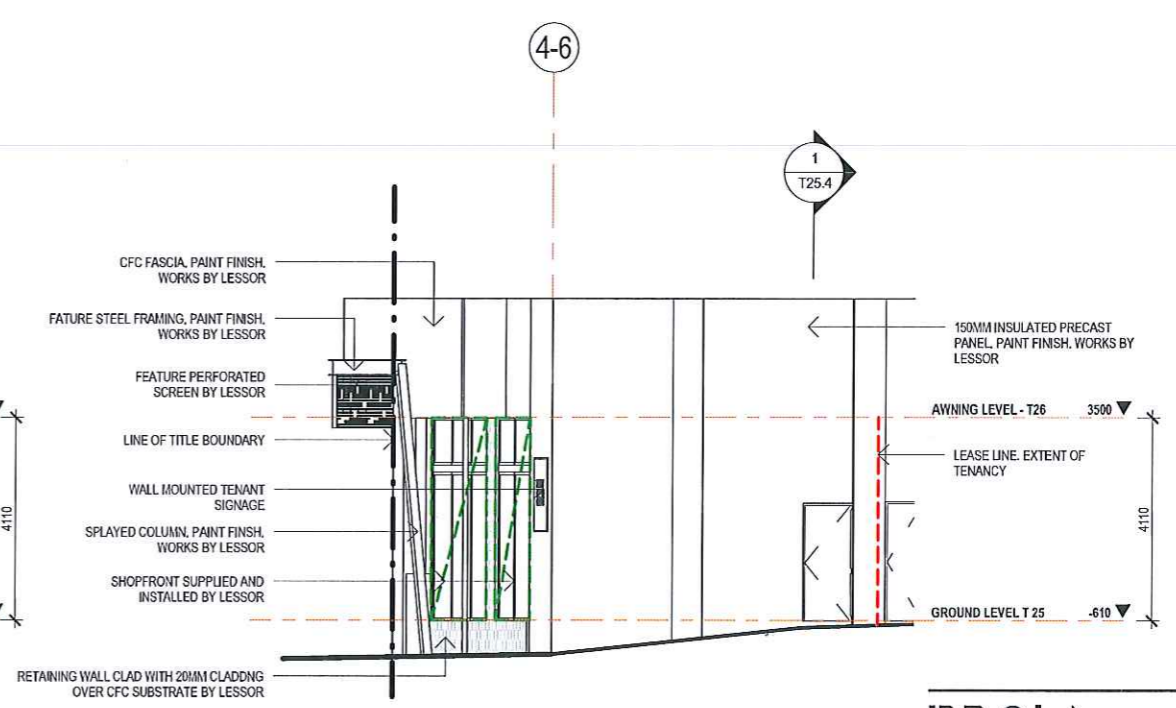 4-6
1
T25.4
CFC FASCIA, PAINT FINISH,
WORKS BY LESSOR
FATURE STEEL FRAMING, PAINT FINISH,
WORKS BY LESSOR
FEATURE PERFORATED
SCREEN BY LESSOR
LINE OF TITLE BOUNDARY
WALL MOUNTED TENANT
SIGNAGE
SPLAYED COLUMN, PAINT FINSH,
WORKS BY LESSOR
SHOPFRONT SUPPLIED AND
INSTALLED BY LESSOR
RETAINING WALL CLAD WITH 20MM CLADDNG
OVER CFC SUBSTRATE BY LESSOR
4110
150MM INSULATED PRECAST
PANEL, PAINT FINISH, WORKS BY
LESSOR
AWNING LEVEL - T26 3500
LEASE LINE. EXTENT OF
TENANCY
4110
GROUND LEVEL T 25 -610